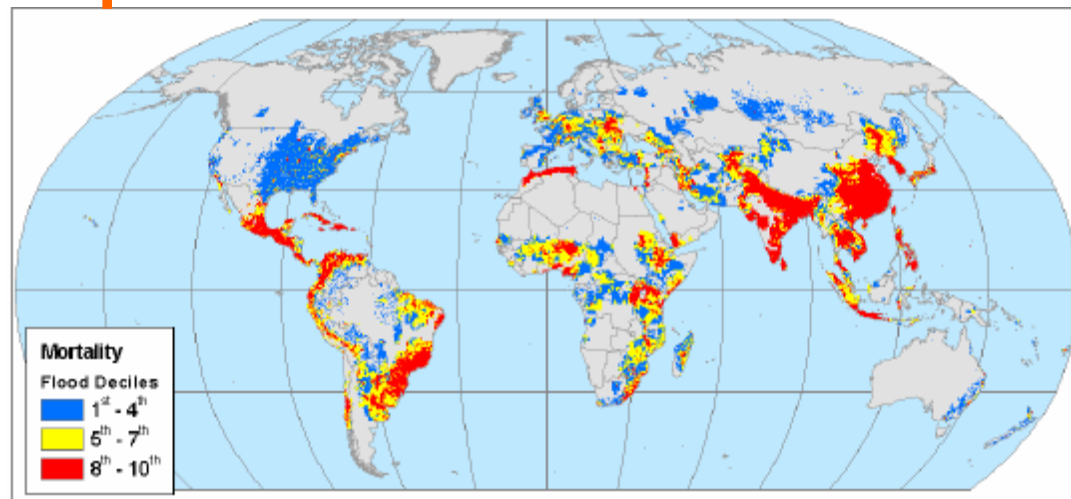 Mortality
Flood Deciles
1st - 4th
5th - 7th
8th - 10th